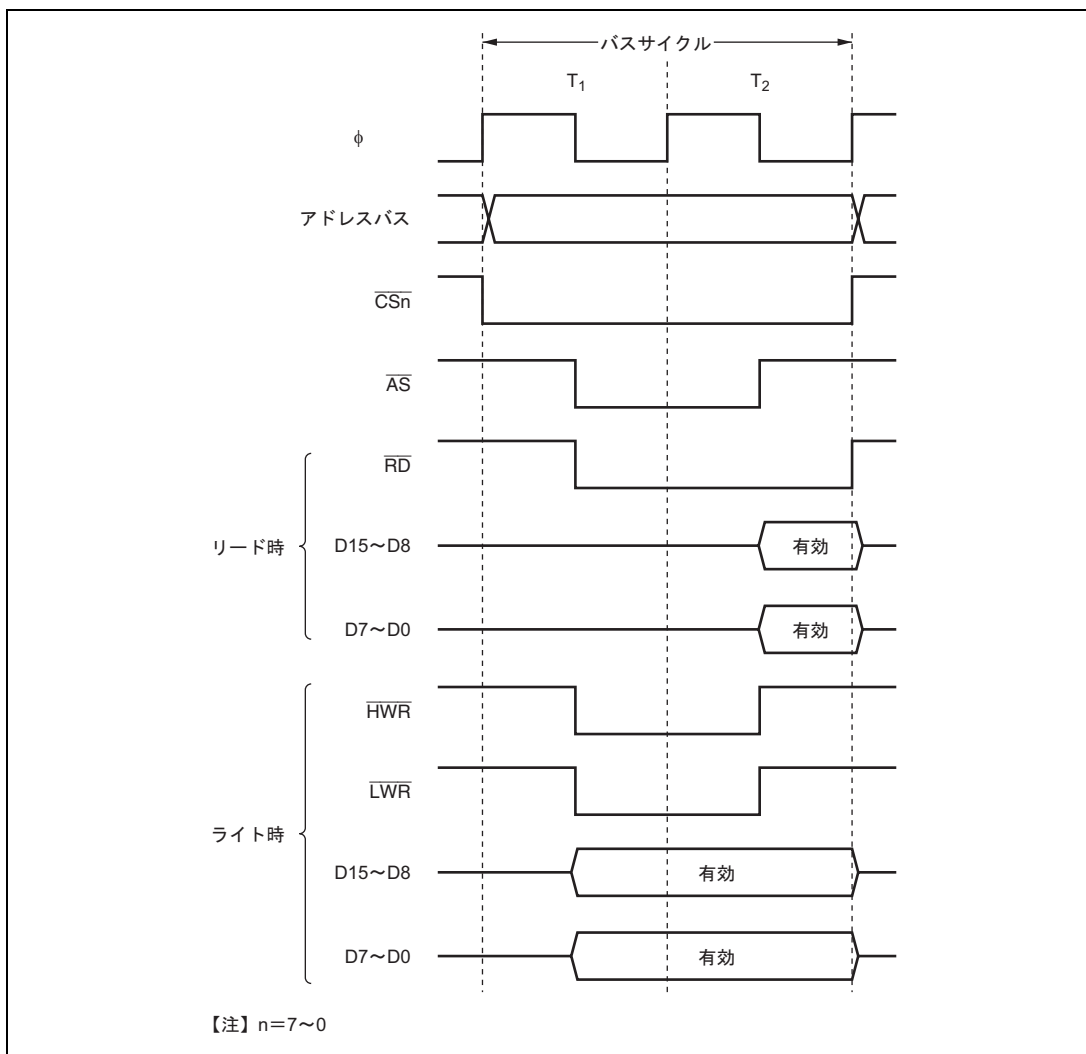 バスサイクル
T1 T2
φ
アドレスバス
CSn
AS
RD
リード時 D15～D8 有効
D7～D0 有効
HWR
LWR
ライト時
D15～D8 有効
D7～D0 有効
【注】n＝7～0